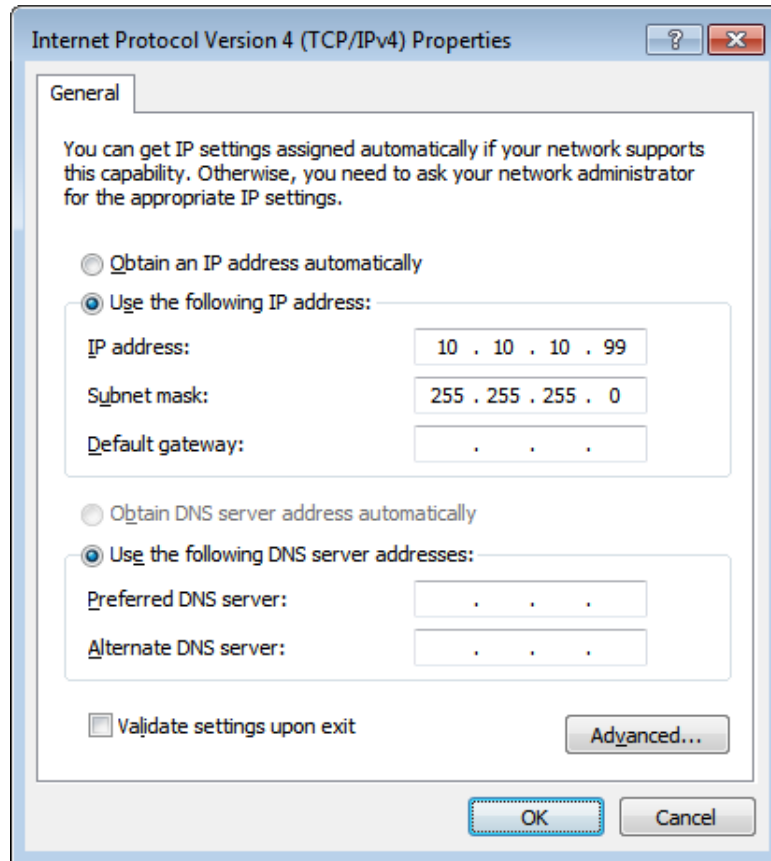 Internet Protocol Version 4 (TCP/IPv4) Properties
?
General
You can get IP settings assigned automatically if your network supports
this capability. Otherwise, you need to ask your network administrator
for the appropriate IP settings.
Obtain an IP address automatically
Use the following IP address:
IP address: 10 . 10 . 10 . 99
Subnet mask: 255 . 255 . 255 . 0
Default gateway: . . .
Obtain DNS server address automatically
Use the following DNS server addresses:
Preferred DNS server: . . .
Alternate DNS server: . . .
Validate settings upon exit
Advanced...
OK Cancel